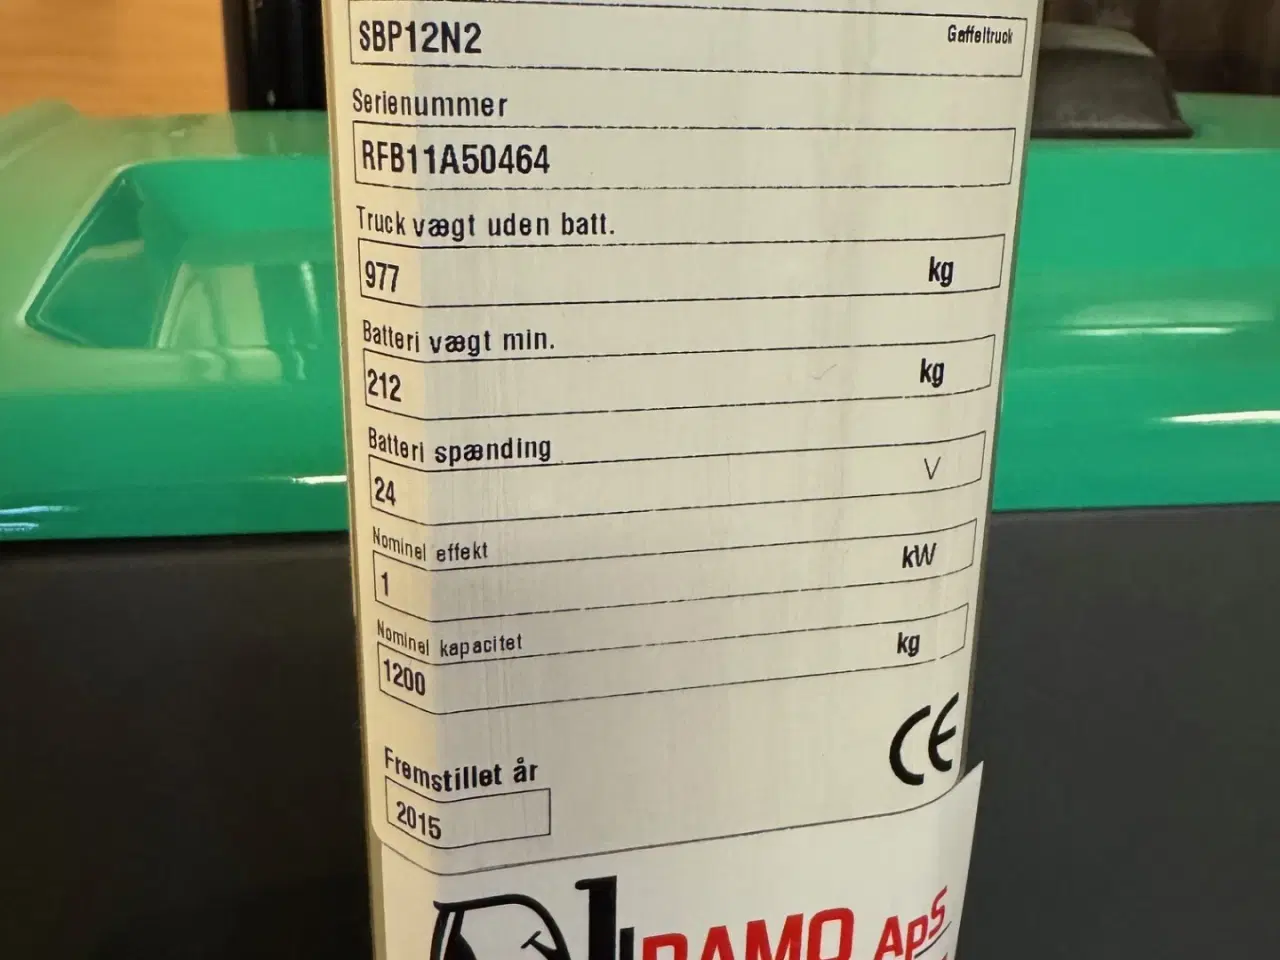 SBP12N2 Gaffeltruck
Serienummer
RFB11A50464
Truck vægt uden batt.
977 kg
Batteri vægt min.
212 kg
Batteri spænding
24 V
Nominel effekt
1 kW
Nominel kapacitet
1200 kg
CE
Fremstillet år
2015
ApS